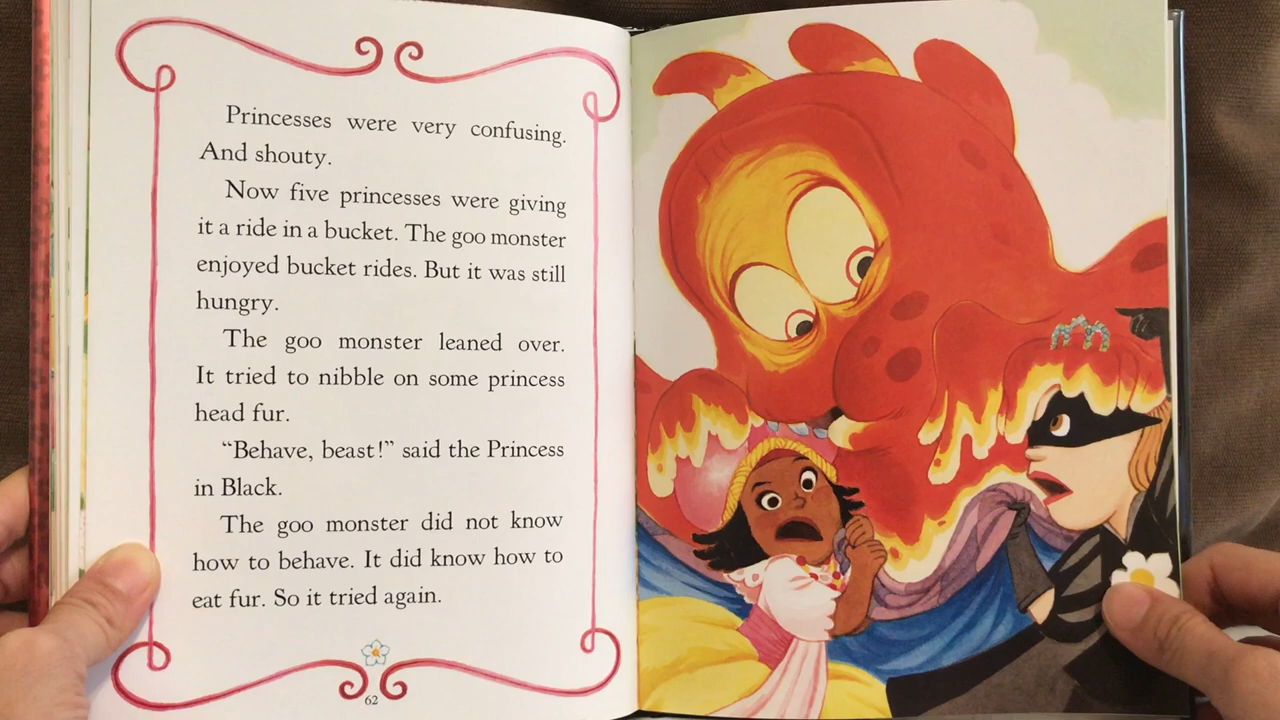 Princesses were very confusing.
And shouty.
Now five princesses were giving
it a ride in a bucket. The goo monster
enjoyed bucket rides. But it was still
hungry.
The goo monster leaned over.
It tried to nibble on some princess
head fur.
“Behave, beast!” said the Princess
in Black.
The goo monster did not know
how to behave. It did know how to
eat fur. So it tried again.
62